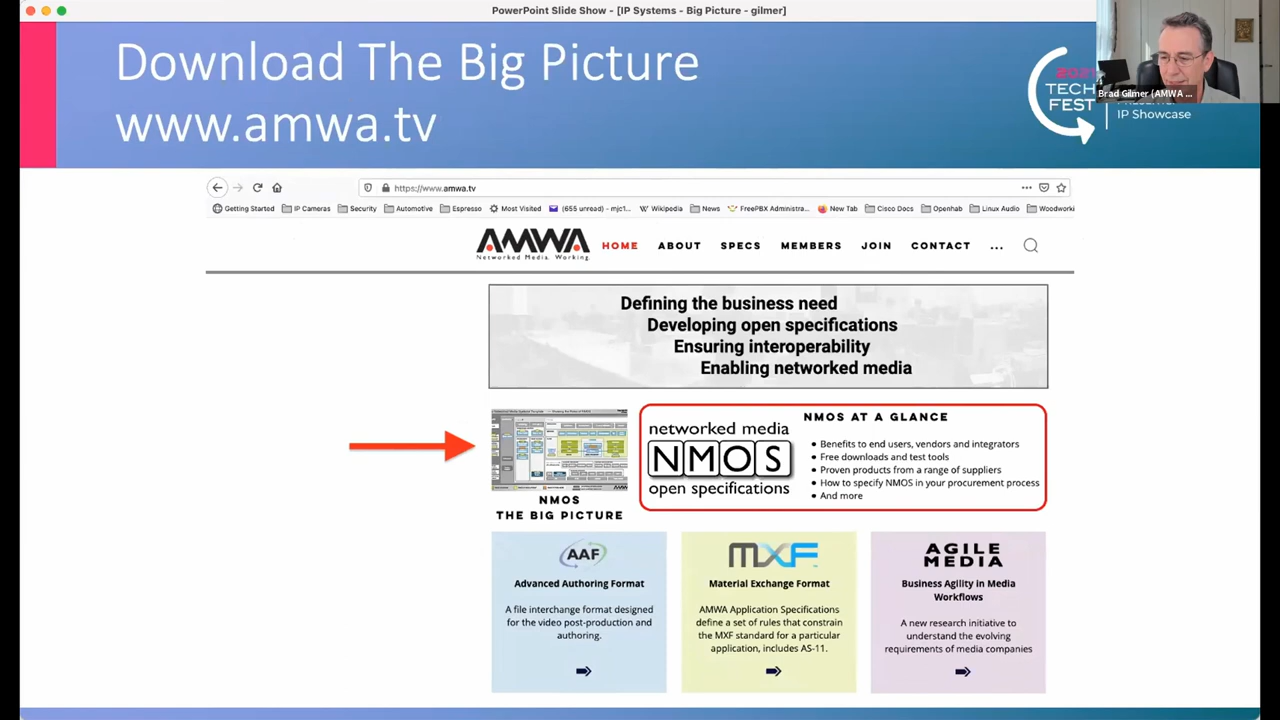 PowerPoint Slide Show - [IP Systems - Big Picture - gilmer]
Download The Big Picture
www.amwa.tv
2021
TECH
FEST
IP Showcase
Brad Gilmer (AMWA ...
https://www.amwa.tv
Getting Started IP Cameras Security Automotive Espresso Most Visited (655 unread) - mjc1... Wikipedia News FreePBX Administra... New Tab Cisco Docs Openhab Linux Audio Woodworki
AMWA
Networked Media. Working.
HOME ABOUT SPECS MEMBERS JOIN CONTACT ...
Defining the business need
Developing open specifications
Ensuring interoperability
Enabling networked media
NMOS
THE BIG PICTURE
networked media
NMOS
open specifications
NMOS AT A GLANCE
• Benefits to end users, vendors and integrators
• Free downloads and test tools
• Proven products from a range of suppliers
• How to specify NMOS in your procurement process
• And more
AAF
Advanced Authoring Format
A file interchange format designed
for the video post-production and
authoring.
MXF
Material Exchange Format
AMWA Application Specifications
define a set of rules that constrain
the MXF standard for a particular
application, includes AS-11.
AGILE
MEDIA
Business Agility in Media
Workflows
A new research initiative to
understand the evolving
requirements of media companies